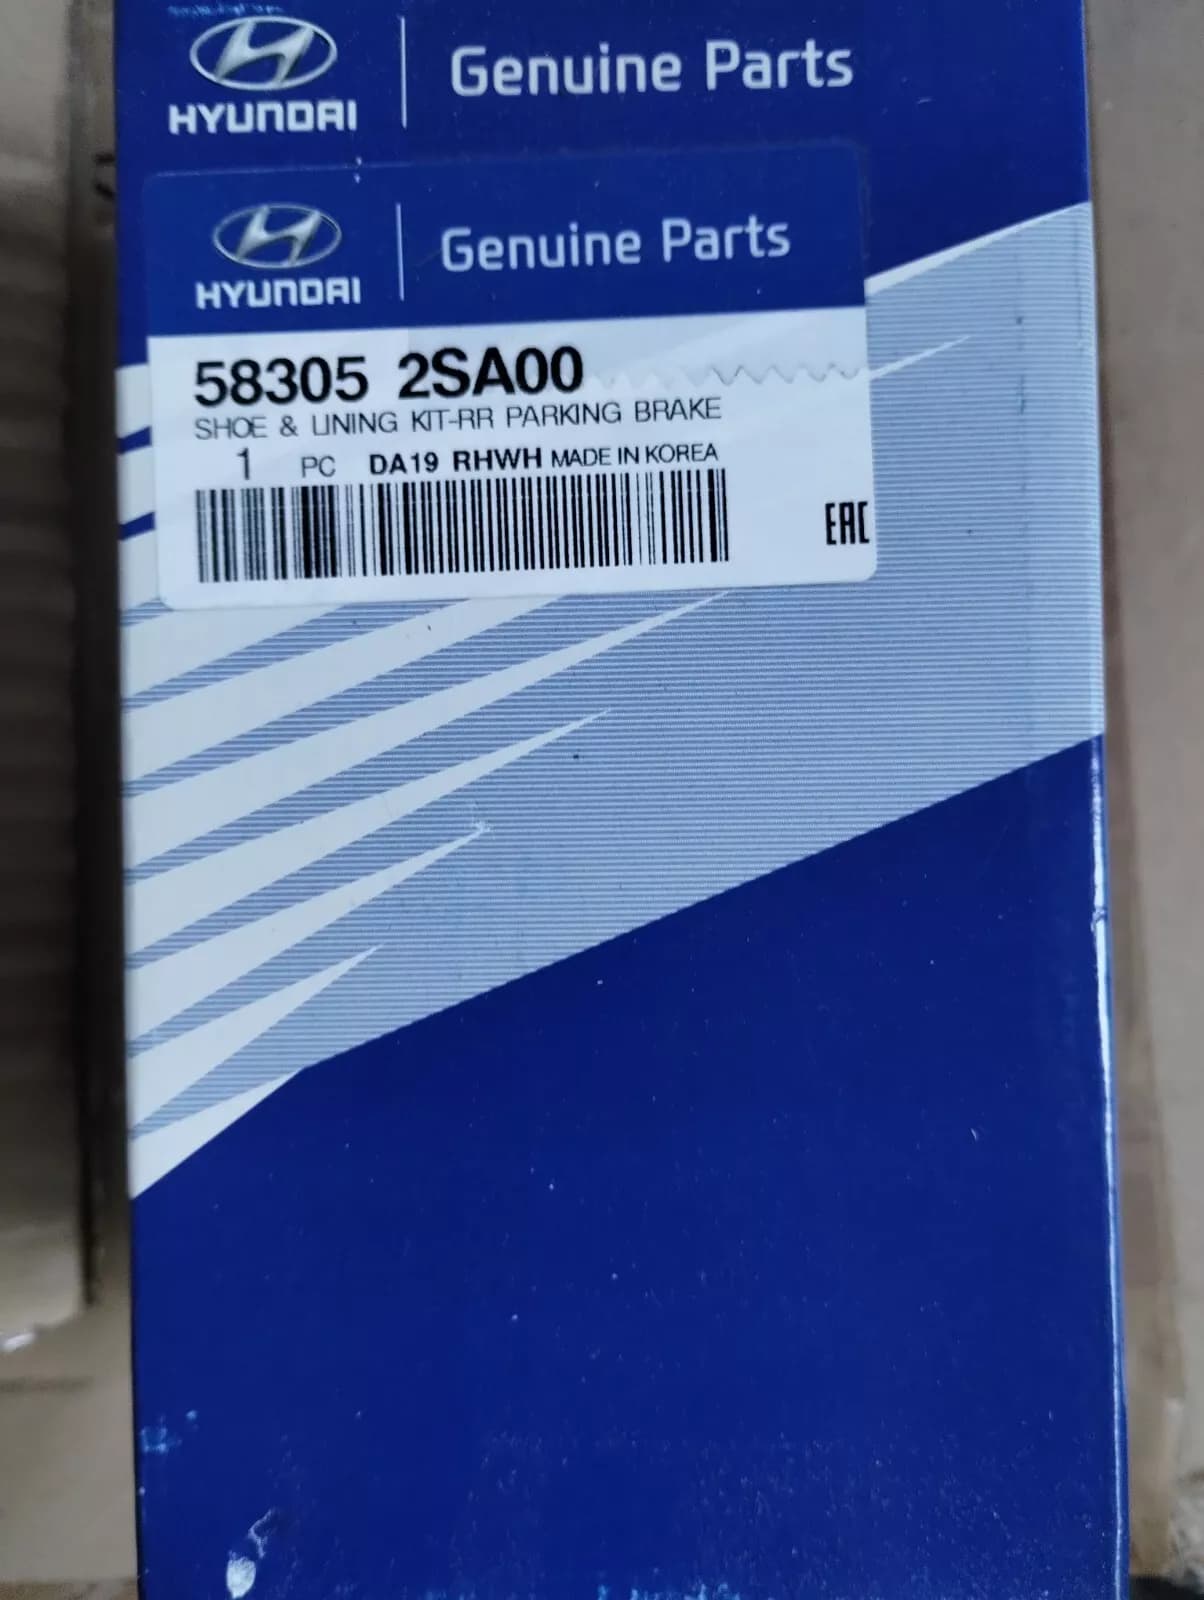 HYUNDAI Genuine Parts
HYUNDAI Genuine Parts
58305 2SA00
SHOE & LINING KIT-RR PARKING BRAKE
1 PC DA19 RHWH MADE IN KOREA
EAC